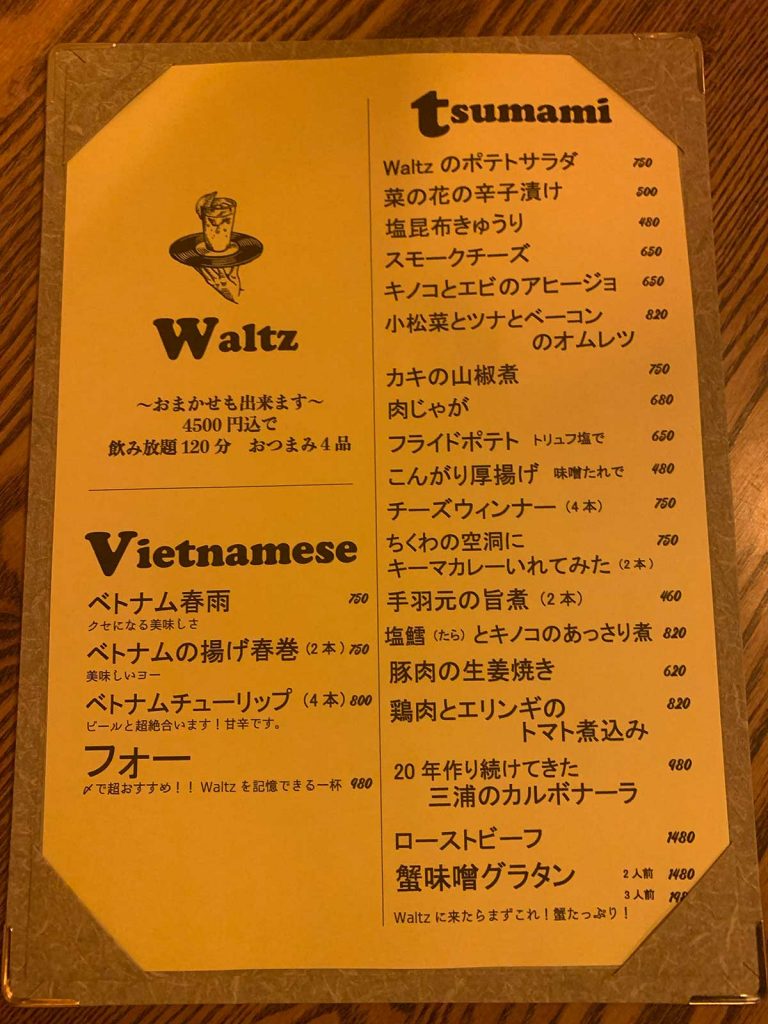 Waltz
〜おまかせも出来ます〜
4500円込で
飲み放題120分　おつまみ4品
Vietnamese
ベトナム春雨 750
クセになる美味しさ
ベトナムの揚げ春巻（2本）750
美味しいヨー
ベトナムチューリップ（4本）800
ビールと超絶合います！甘辛です。
フォー
〆で超おすすめ！！Waltzを記憶できる一杯 980
tsumami
Waltz のポテトサラダ 750
菜の花の辛子漬け 500
塩昆布きゅうり 480
スモークチーズ 650
キノコとエビのアヒージョ 650
小松菜とツナとベーコン 820
のオムレツ
カキの山椒煮 750
肉じゃが 680
フライドポテト トリュフ塩で 650
こんがり厚揚げ 味噌たれで 480
チーズウィンナー（4本） 750
ちくわの空洞に 750
キーマカレーいれてみた（2本）
手羽元の旨煮（2本） 460
塩鱈（たら）とキノコのあっさり煮 820
豚肉の生姜焼き 620
鶏肉とエリンギの 820
トマト煮込み
20年作り続けてきた 980
三浦のカルボナーラ
ローストビーフ 1480
蟹味噌グラタン 2人前 1480
3人前
Waltz に来たらまずこれ！蟹たっぷり！